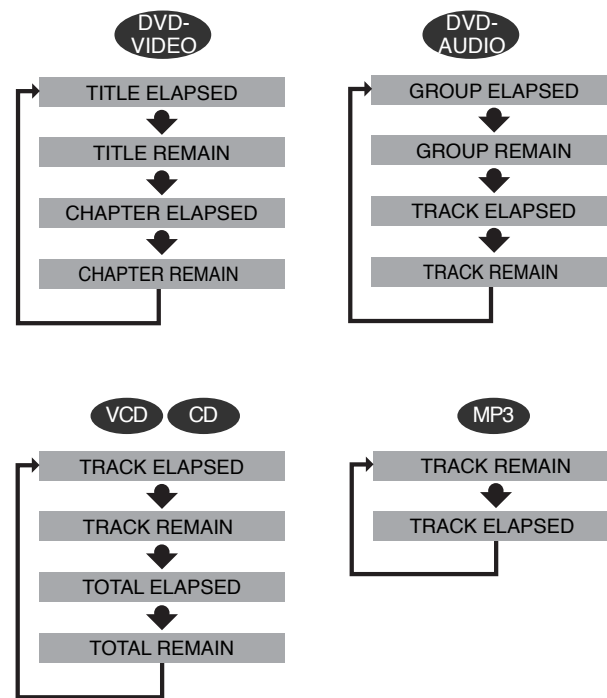 DVD-
VIDEO
TITLE ELAPSED
TITLE REMAIN
CHAPTER ELAPSED
CHAPTER REMAIN
DVD-
AUDIO
GROUP ELAPSED
GROUP REMAIN
TRACK ELAPSED
TRACK REMAIN
VCD CD
TRACK ELAPSED
TRACK REMAIN
TOTAL ELAPSED
TOTAL REMAIN
MP3
TRACK REMAIN
TRACK ELAPSED